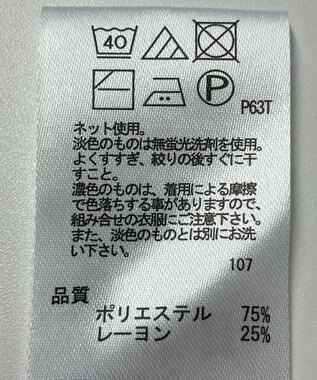 40
P
P63T
ネット使用。
淡色のものは無蛍光洗剤を使用。
よくすすぎ、絞りの後すぐに干
すこと。
濃色のものは、着用による摩擦
で色落ちする事がありますので、
組み合せの衣服にご注意下さい。
また、淡色のものとは別にお洗
い下さい。
107
品質
ポリエステル 75%
レーヨン 25%